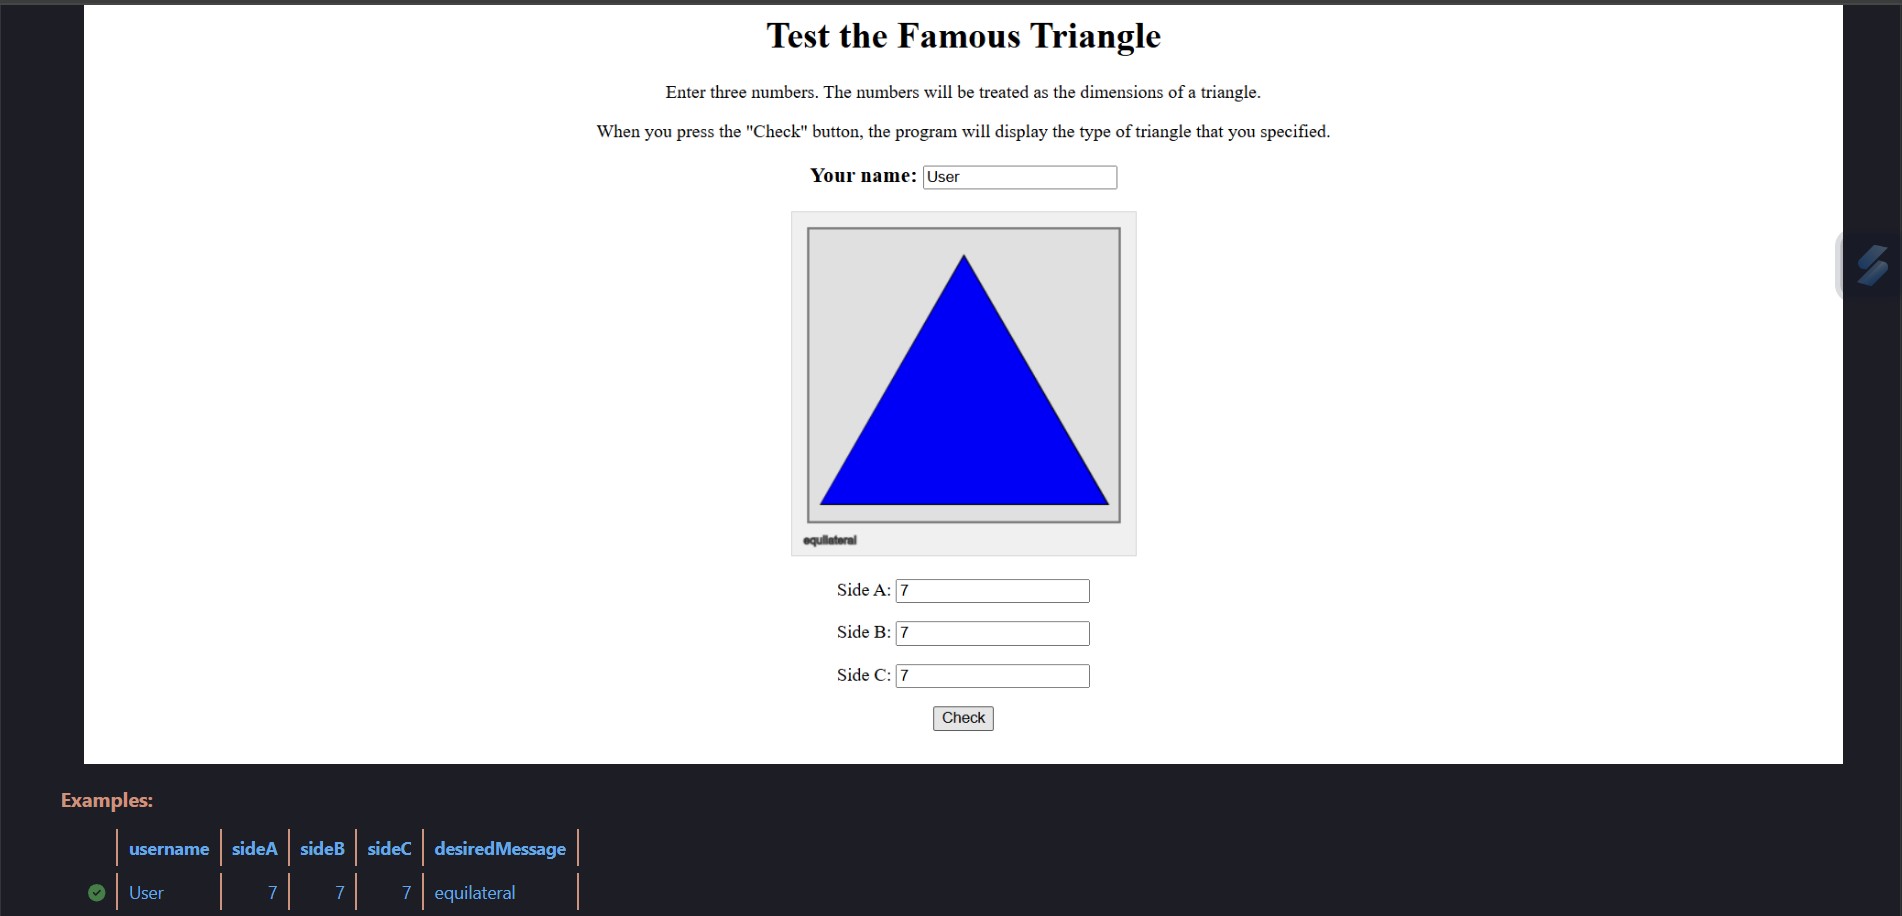 Test the Famous Triangle
Enter three numbers. The numbers will be treated as the dimensions of a triangle.
When you press the "Check" button, the program will display the type of triangle that you specified.
Your name: User
equilateral
Side A: 7
Side B: 7
Side C: 7
Check
Examples:
username sideA sideB sideC desiredMessage
User 7 7 7 equilateral